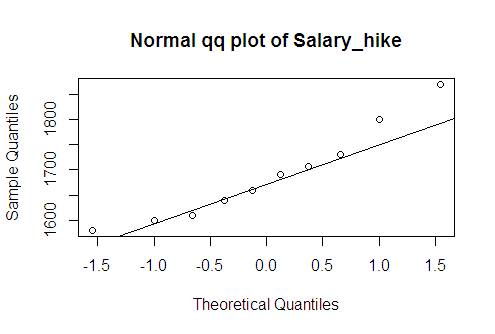 Normal qq plot of Salary_hike
Sample Quantiles
1600 1700 1800
-1.5 -1.0 -0.5 0.0 0.5 1.0 1.5
Theoretical Quantiles